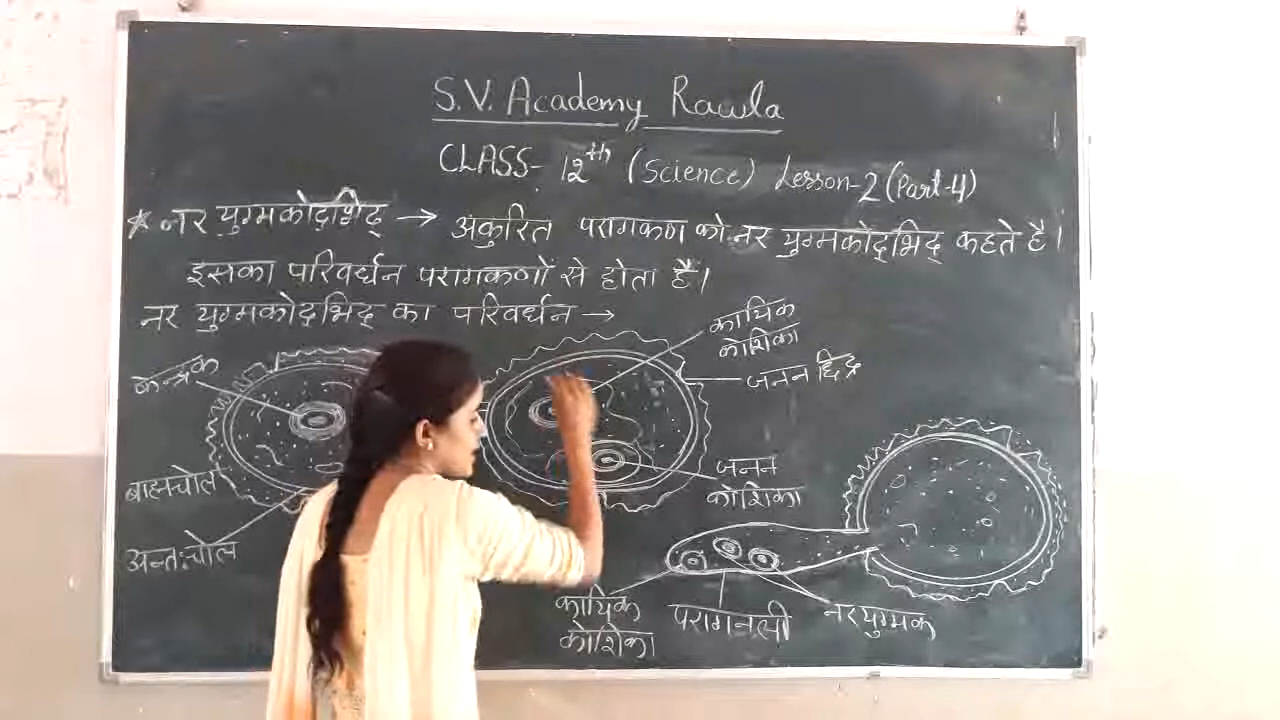 S.V. Academy Rawla
CLASS- 12th (Science) Lesson-2 (Part-4)
* नर युग्मकोद्भिद् → अंकुरित परागकण को नर युग्मकोद्भिद् कहते है।
इसका परिवर्धन परागकणों से होता है।
नर युग्मकोद्भिद् का परिवर्धन →
केन्द्रक
बाह्यचोल
अन्तःचोल
कायिक
कोशिका
जनन छिद्र
जनन
कोशिका
कायिक
कोशिका
परागनली
नरयुग्मक